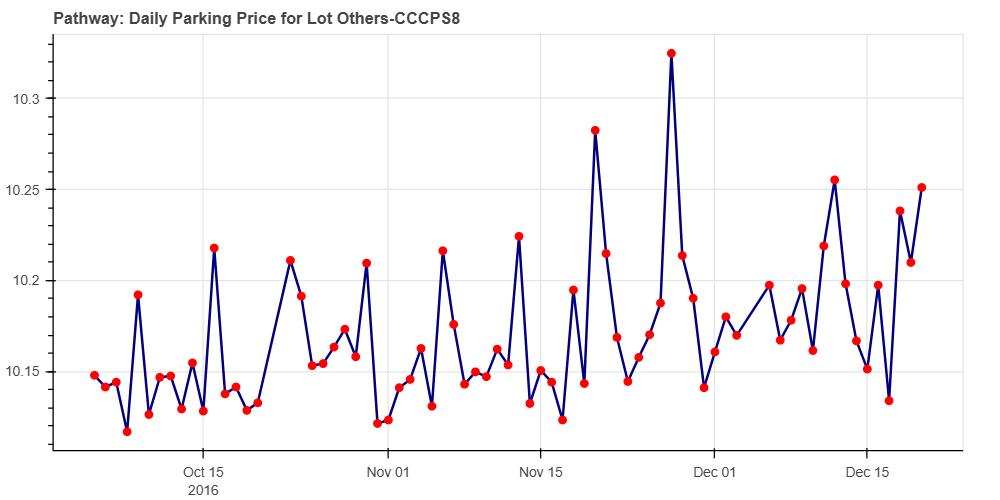 Pathway: Daily Parking Price for Lot Others-CCCPS8
10.3
10.25
10.2
10.15
Oct 15
Nov 01
Nov 15
Dec 01
Dec 15
2016